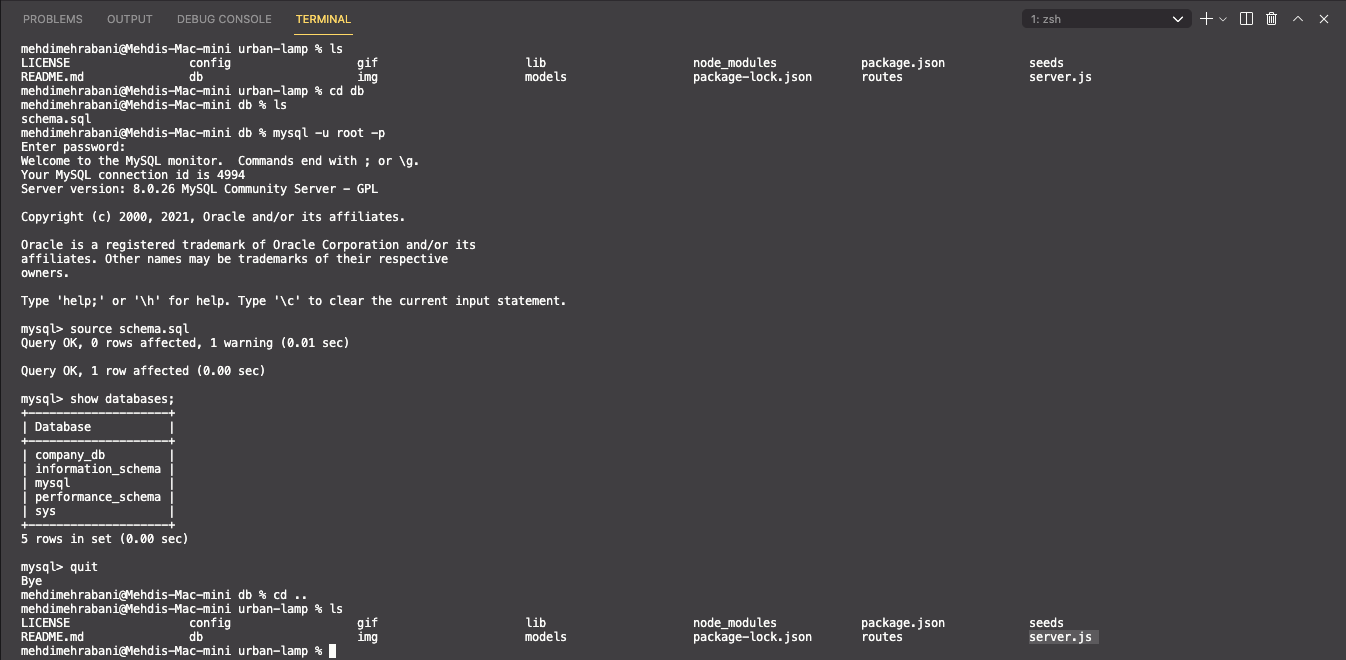 PROBLEMS OUTPUT DEBUG CONSOLE TERMINAL 1: zsh
mehdimehrabani@Mehdis-Mac-mini urban-lamp % ls
LICENSE config gif lib node_modules package.json seeds
README.md db img models package-lock.json routes server.js
mehdimehrabani@Mehdis-Mac-mini urban-lamp % cd db
mehdimehrabani@Mehdis-Mac-mini db % ls
schema.sql
mehdimehrabani@Mehdis-Mac-mini db % mysql -u root -p
Enter password:
Welcome to the MySQL monitor.  Commands end with ; or \g.
Your MySQL connection id is 4994
Server version: 8.0.26 MySQL Community Server - GPL
Copyright (c) 2000, 2021, Oracle and/or its affiliates.
Oracle is a registered trademark of Oracle Corporation and/or its
affiliates. Other names may be trademarks of their respective
owners.
Type 'help;' or '\h' for help. Type '\c' to clear the current input statement.
mysql> source schema.sql
Query OK, 0 rows affected, 1 warning (0.01 sec)
Query OK, 1 row affected (0.00 sec)
mysql> show databases;
+--------------------+
| Database           |
+--------------------+
| company_db         |
| information_schema |
| mysql              |
| performance_schema |
| sys                |
+--------------------+
5 rows in set (0.00 sec)
mysql> quit
Bye
mehdimehrabani@Mehdis-Mac-mini db % cd ..
mehdimehrabani@Mehdis-Mac-mini urban-lamp % ls
LICENSE config gif lib node_modules package.json seeds
README.md db img models package-lock.json routes server.js
mehdimehrabani@Mehdis-Mac-mini urban-lamp %